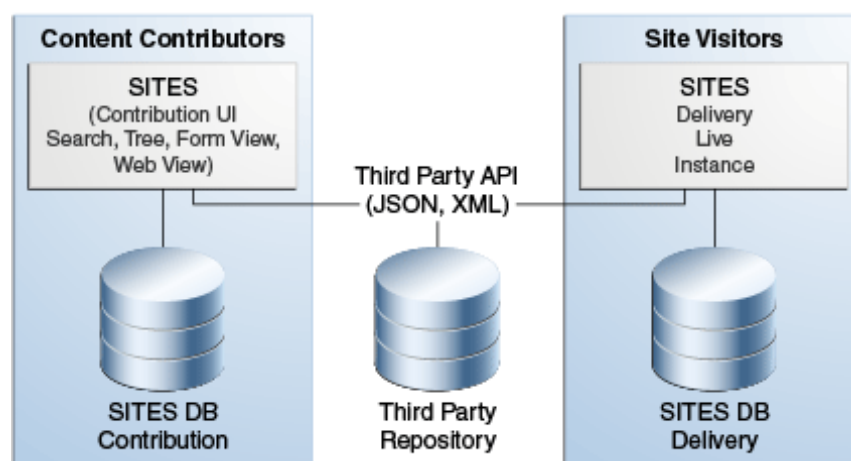 Content Contributors
SITES
(Contribution UI
Search, Tree, Form View,
Web View)
Third Party API
(JSON, XML)
Site Visitors
SITES
Delivery
Live
Instance
SITES DB
Contribution
Third Party
Repository
SITES DB
Delivery